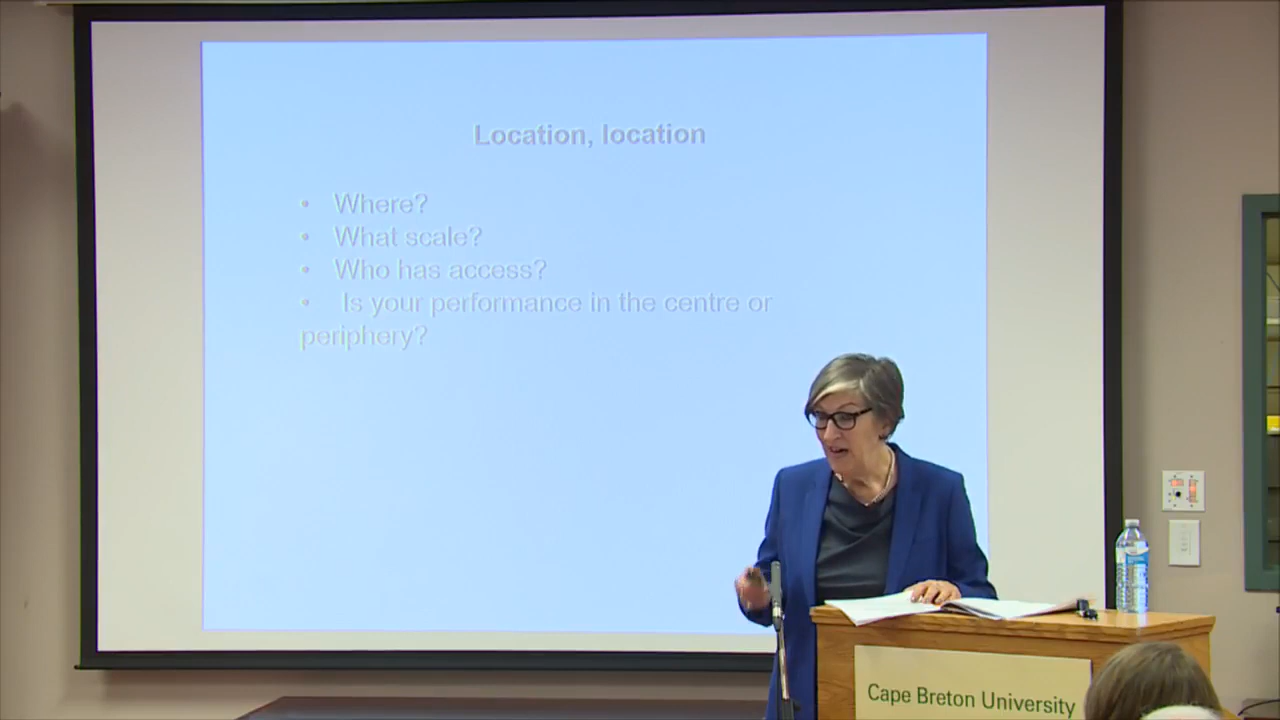 Location, location
• Where?
• What scale?
• Who has access?
• Is your performance in the centre or
periphery?
Cape Breton University